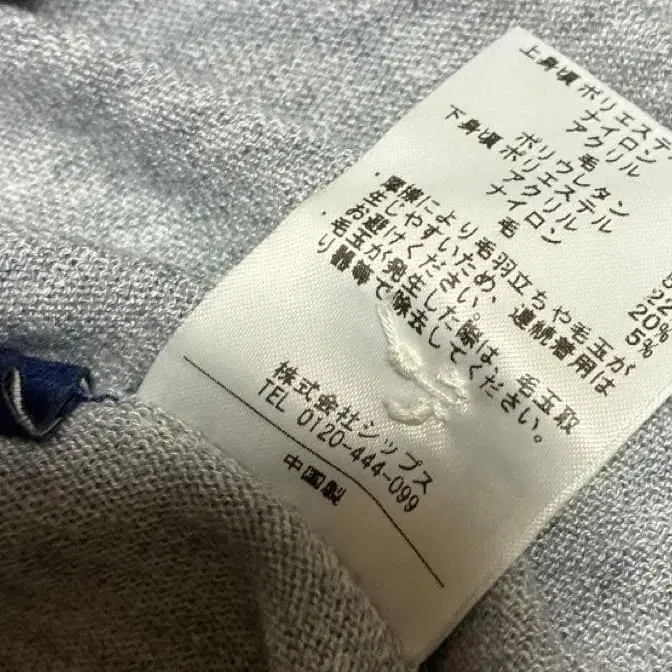 上身頃 ポリエステ
ナイロン
アクリル
毛
ポリウレタン
下身頃 ポリエステル
アクリル
ナイロン
毛
20%
5%
・摩擦により毛羽立ちや毛玉が
生じやすいため、連続着用は
お避けください。
・毛玉が発生した際は、毛玉取
り器等で除去してください。
株式会社シップス
TEL 0120-444-099
中国製